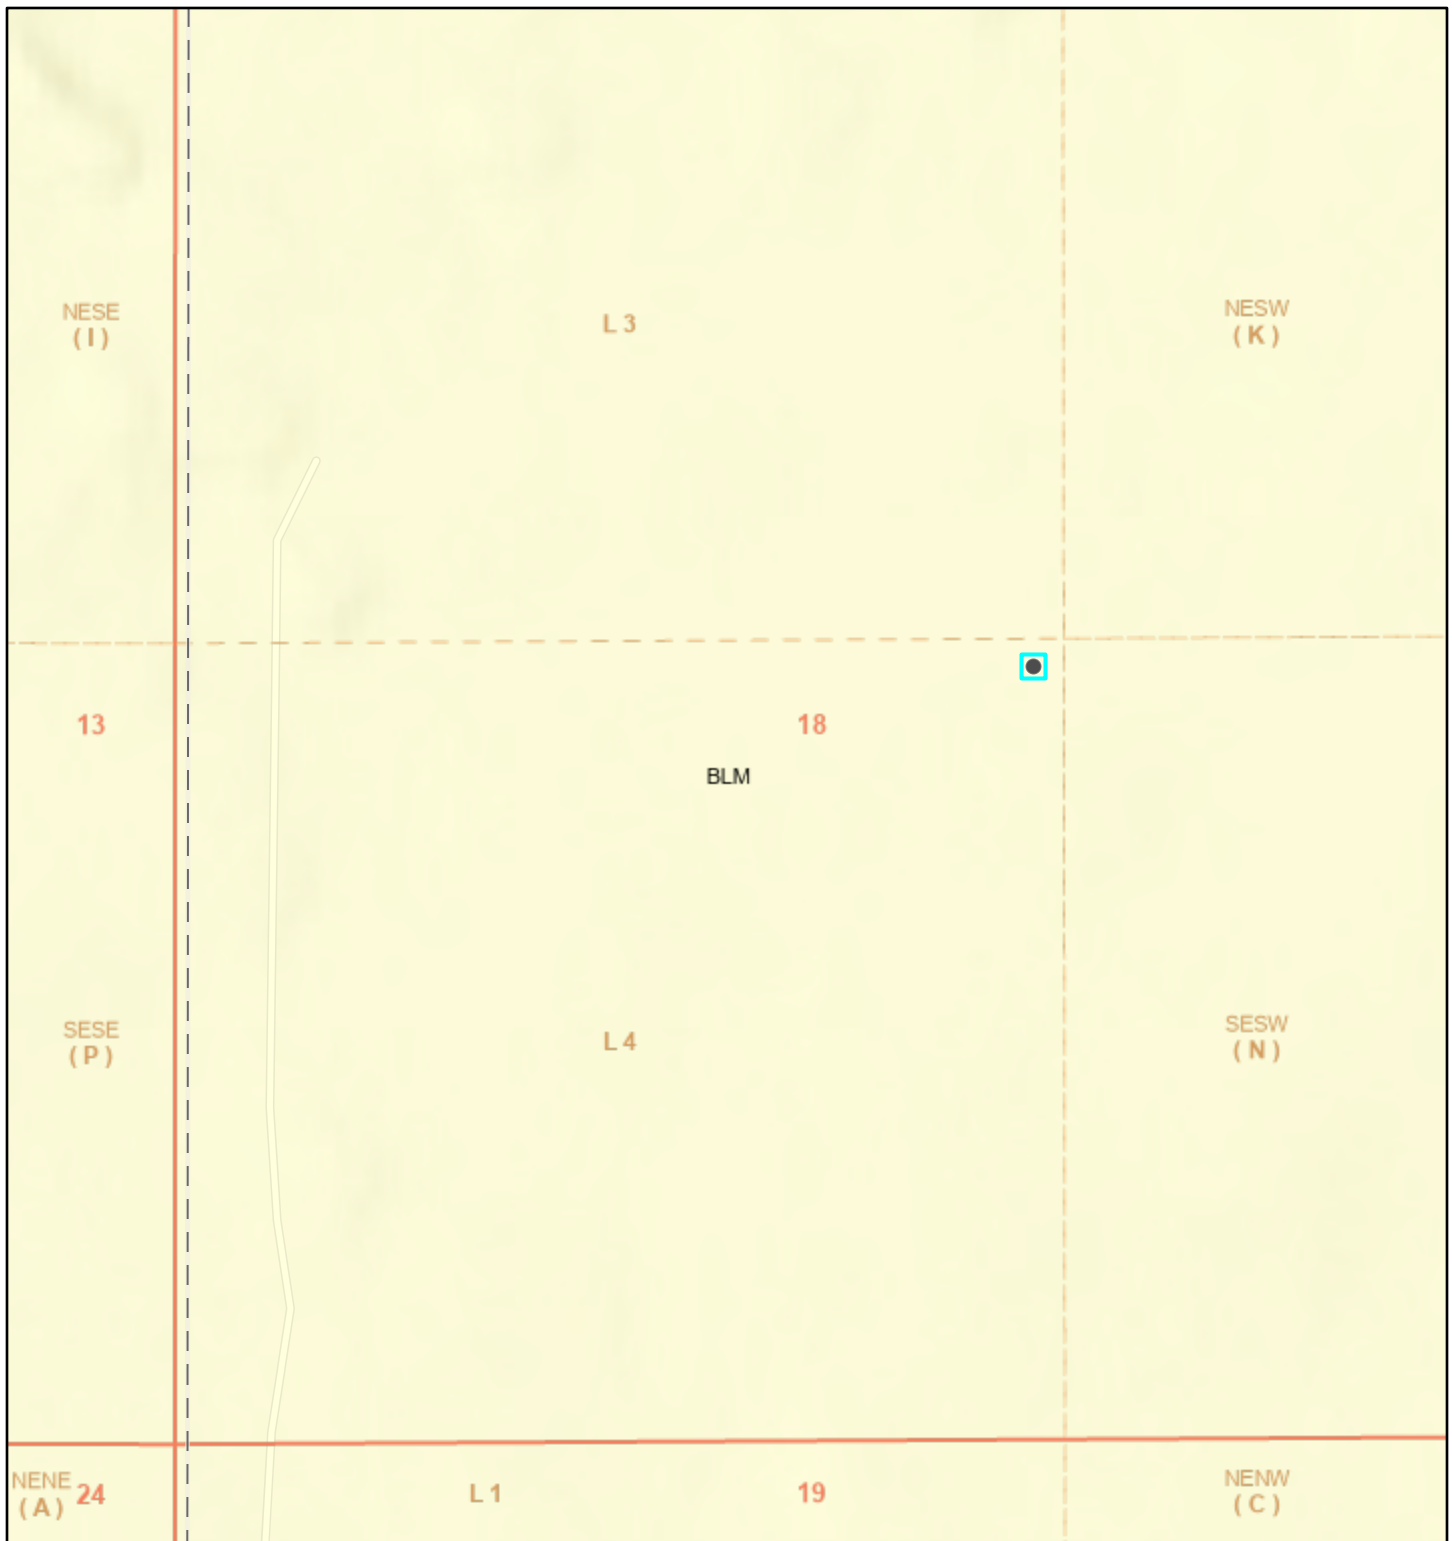 NESE
( I )
L 3
NESW
( K )
13
18
BLM
SESE
( P )
L 4
SESW
( N )
NENE
( A )
24
L 1
19
NENW
( C )